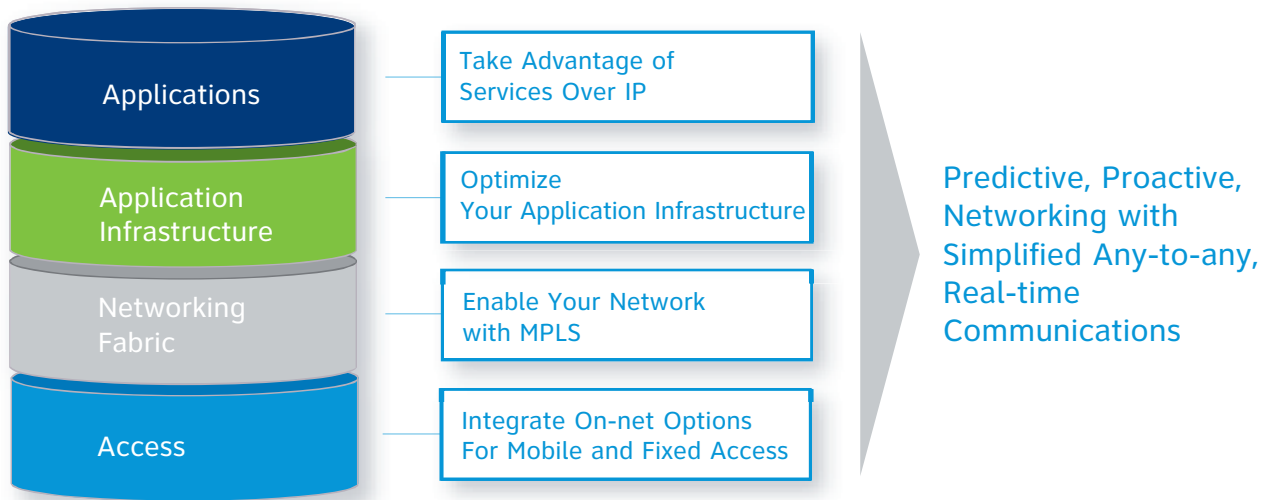 Applications
Take Advantage of
Services Over IP
Application
Infrastructure
Optimize
Your Application Infrastructure
Networking
Fabric
Enable Your Network
with MPLS
Access
Integrate On-net Options
For Mobile and Fixed Access
Predictive, Proactive,
Networking with
Simplified Any-to-any,
Real-time
Communications